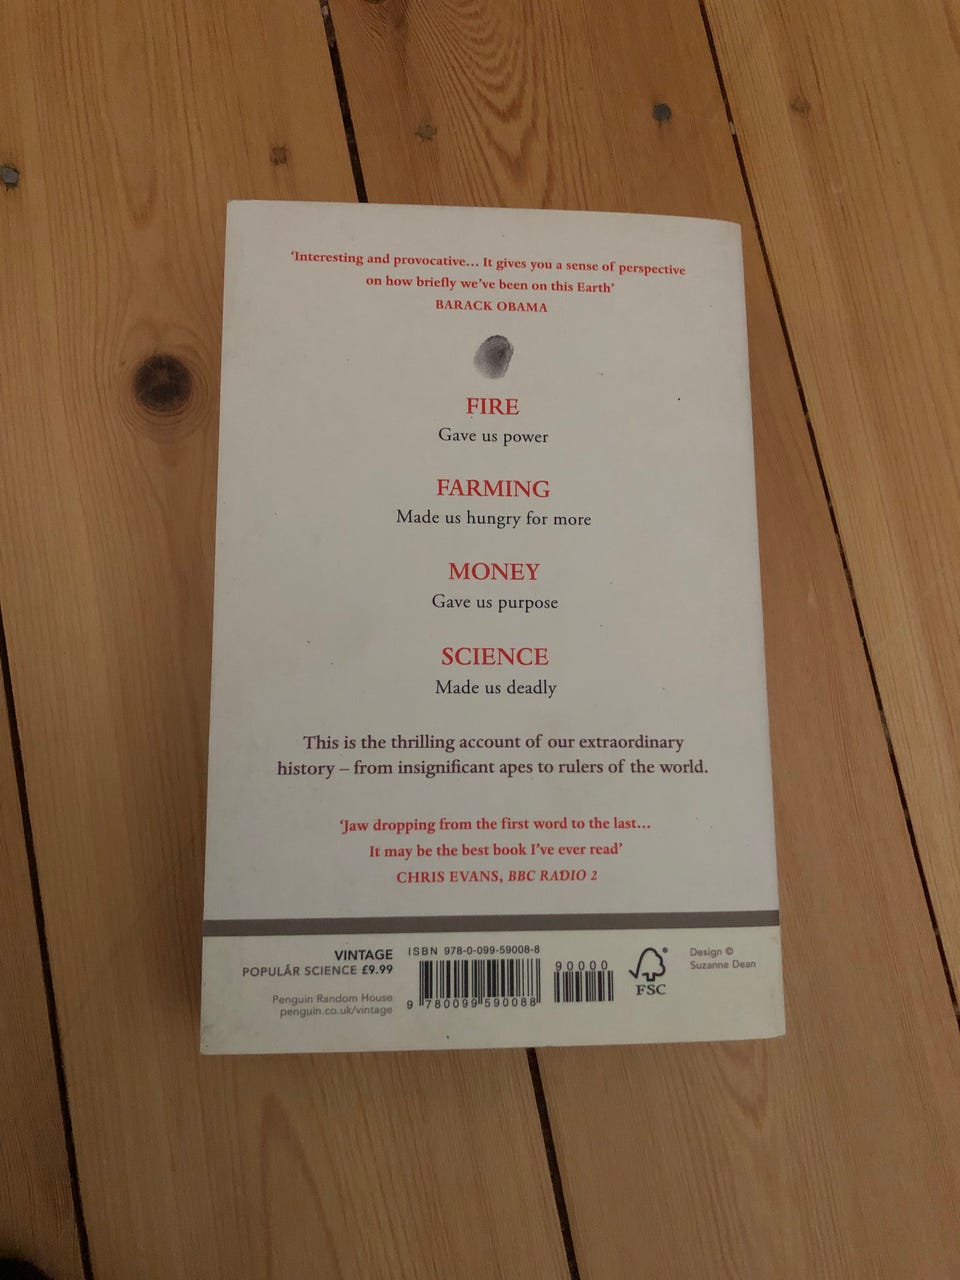 ‘Interesting and provocative… It gives you a sense of perspective
on how briefly we’ve been on this Earth’
BARACK OBAMA
FIRE
Gave us power
FARMING
Made us hungry for more
MONEY
Gave us purpose
SCIENCE
Made us deadly
This is the thrilling account of our extraordinary
history – from insignificant apes to rulers of the world.
‘Jaw dropping from the first word to the last…
It may be the best book I’ve ever read’
CHRIS EVANS, BBC RADIO 2
VINTAGE
POPULAR SCIENCE £9.99
Penguin Random House
penguin.co.uk/vintage
ISBN 978-0-099-59008-8
90000
9 780099 590088
FSC
Design ©
Suzanne Dean